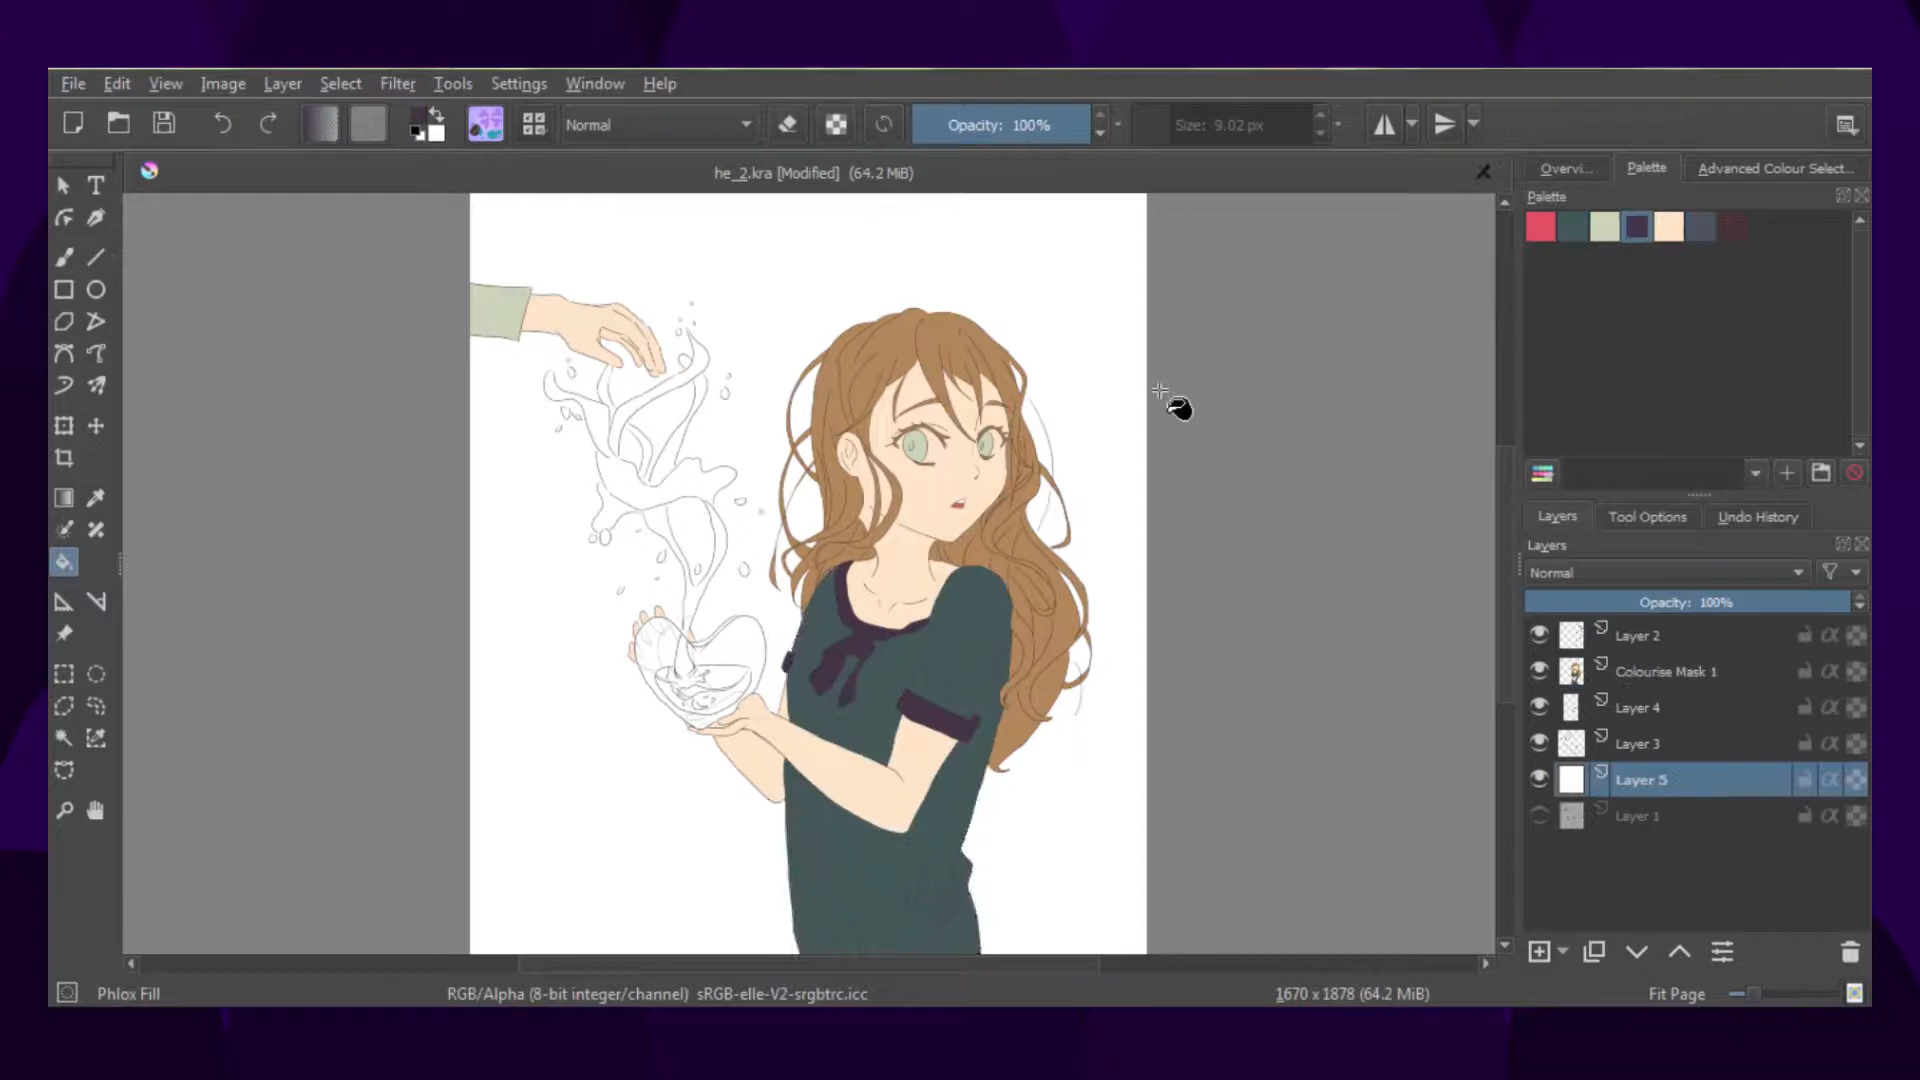 File Edit View Image Layer Select Filter Tools Settings Window Help
Normal Opacity: 100% Size: 9.02 px
he_2.kra [Modified] (64.2 MiB)
Overvi... Palette Advanced Colour Select...
Palette
Layers Tool Options Undo History
Layers
Normal
Opacity: 100%
Layer 2
Colourise Mask 1
Layer 4
Layer 3
Layer 5
Layer 1
Phlox Fill RGB/Alpha (8-bit integer/channel) sRGB-elle-V2-srgbtrc.icc 1670 x 1878 (64.2 MiB) Fit Page